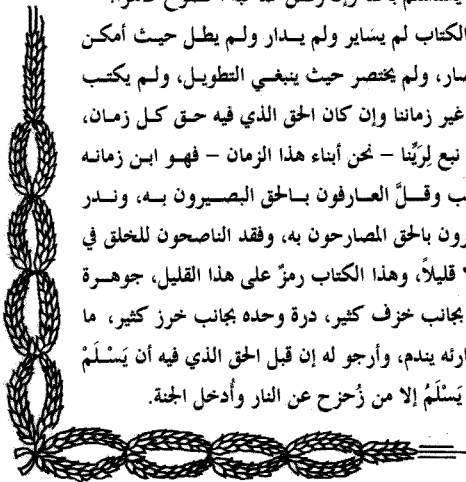 الكتاب لم يساير ولم يدار ولم يطل حيث أمكن
صار، ولم يختصر حيث ينبغي التطويل، ولم يكتب
غير زماننا وإن كان الحق الذي فيه حق كل زمان،
نبع لِرَيِّنا – نحن أبناء هذا الزمان – فهو ابن زمانه
وقلَّ العارفون بالحق البصيرون به، وندر
رون بالحق المصارحون به، وفقد الناصحون للخلق في
قليلاً، وهذا الكتاب رمزٌ على هذا القليل، جوهرة
بجانب خزف كثير، درة وحده بجانب خرز كثير، ما
ارئه يندم، وأرجو له إن قبل الحق الذي فيه أن يَسْلَمْ
يَسْلَمُ إلا من زُحزح عن النار وأُدخل الجنة.